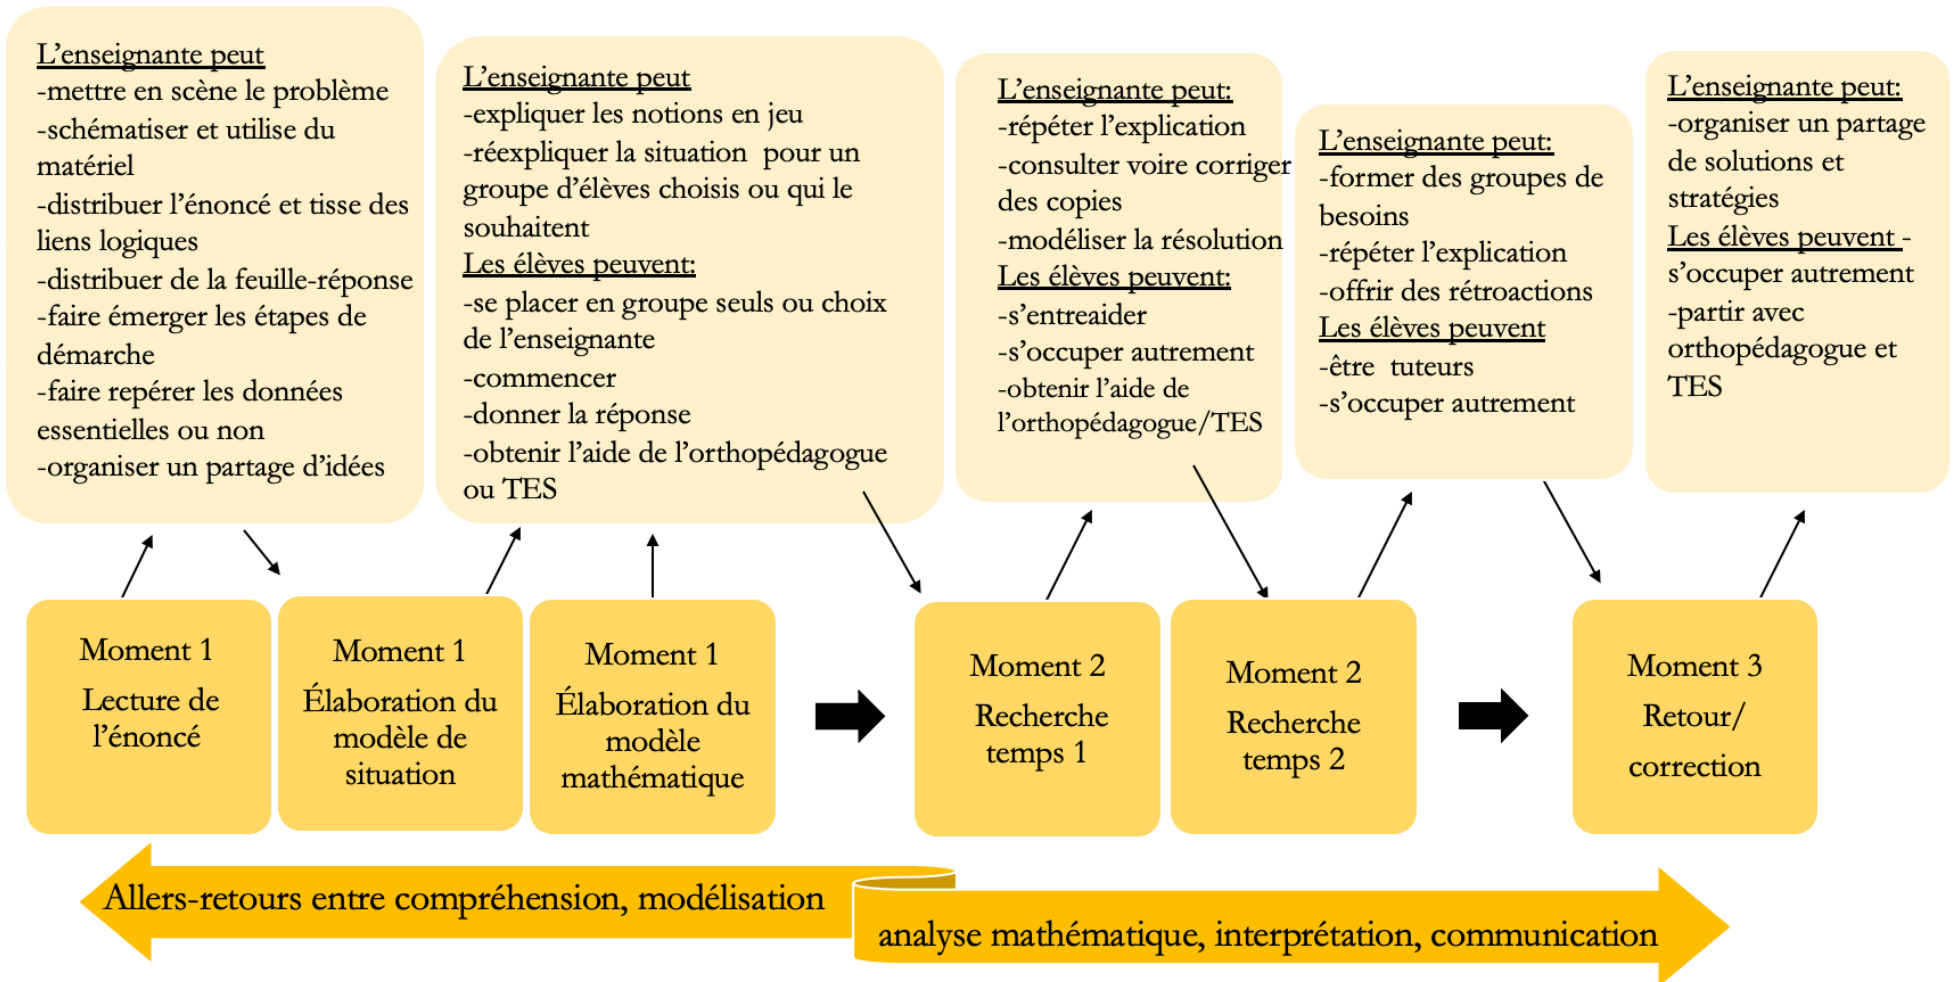 L’enseignante peut
-mettre en scène le problème
-schématiser et utilise du
matériel
-distribuer l’énoncé et tisse des
liens logiques
-distribuer de la feuille-réponse
-faire émerger les étapes de
démarche
-faire repérer les données
essentielles ou non
-organiser un partage d’idées
L’enseignante peut
-expliquer les notions en jeu
-réexpliquer la situation pour un
groupe d’élèves choisis ou qui le
souhaitent
Les élèves peuvent:
-se placer en groupe seuls ou choix
de l’enseignante
-commencer
-donner la réponse
-obtenir l’aide de l’orthopédagogue
ou TES
L’enseignante peut:
-répéter l’explication
-consulter voire corriger
des copies
-modéliser la résolution
Les élèves peuvent:
-s’entreaider
-s’occuper autrement
-obtenir l’aide de
l’orthopédagogue/TES
L’enseignante peut:
-former des groupes de
besoins
-répéter l’explication
-offrir des rétroactions
Les élèves peuvent
-être tuteurs
-s’occuper autrement
L’enseignante peut:
-organiser un partage
de solutions et
stratégies
Les élèves peuvent -
s’occuper autrement
-partir avec
orthopédagogue et
TES
Moment 1
Lecture de
l’énoncé
Moment 1
Élaboration du
modèle de
situation
Moment 1
Élaboration du
modèle
mathématique
Moment 2
Recherche
temps 1
Moment 2
Recherche
temps 2
Moment 3
Retour/
correction
Allers-retours entre compréhension, modélisation
analyse mathématique, interprétation, communication